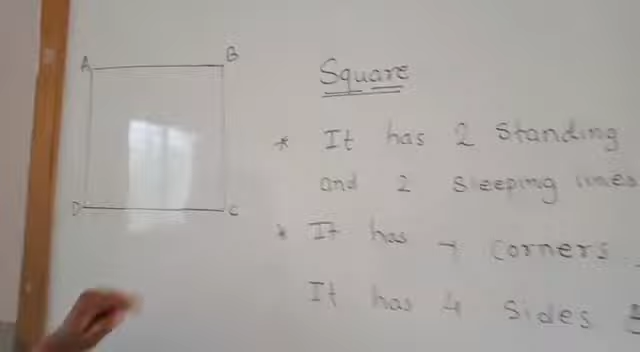 A B
D C
Square
* It has 2 Standing
and 2 Sleeping lines
* It has 4 corners.
It has 4 Sides